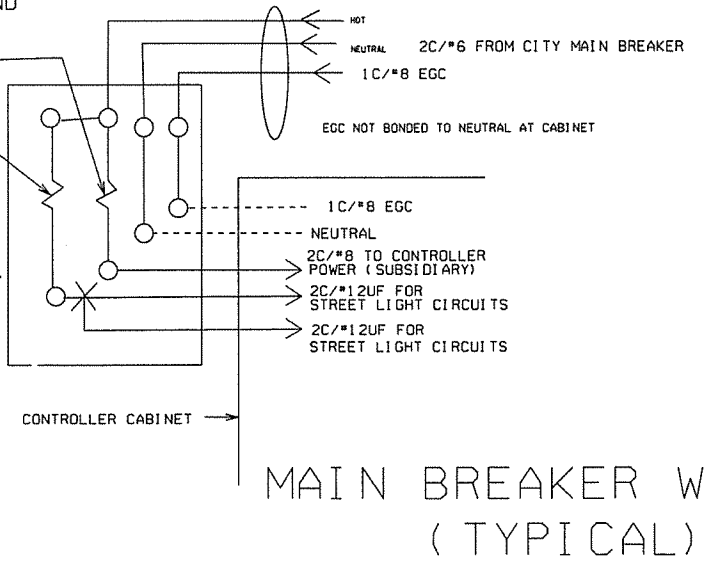 ND
HOT
NEUTRAL 2C/#6 FROM CITY MAIN BREAKER
1C/#8 EGC
EGC NOT BONDED TO NEUTRAL AT CABINET
1C/#8 EGC
NEUTRAL
2C/#8 TO CONTROLLER
POWER (SUBSIDIARY)
2C/#12UF FOR
STREET LIGHT CIRCUITS
2C/#12UF FOR
STREET LIGHT CIRCUITS
CONTROLLER CABINET
MAIN BREAKER W
(TYPICAL)